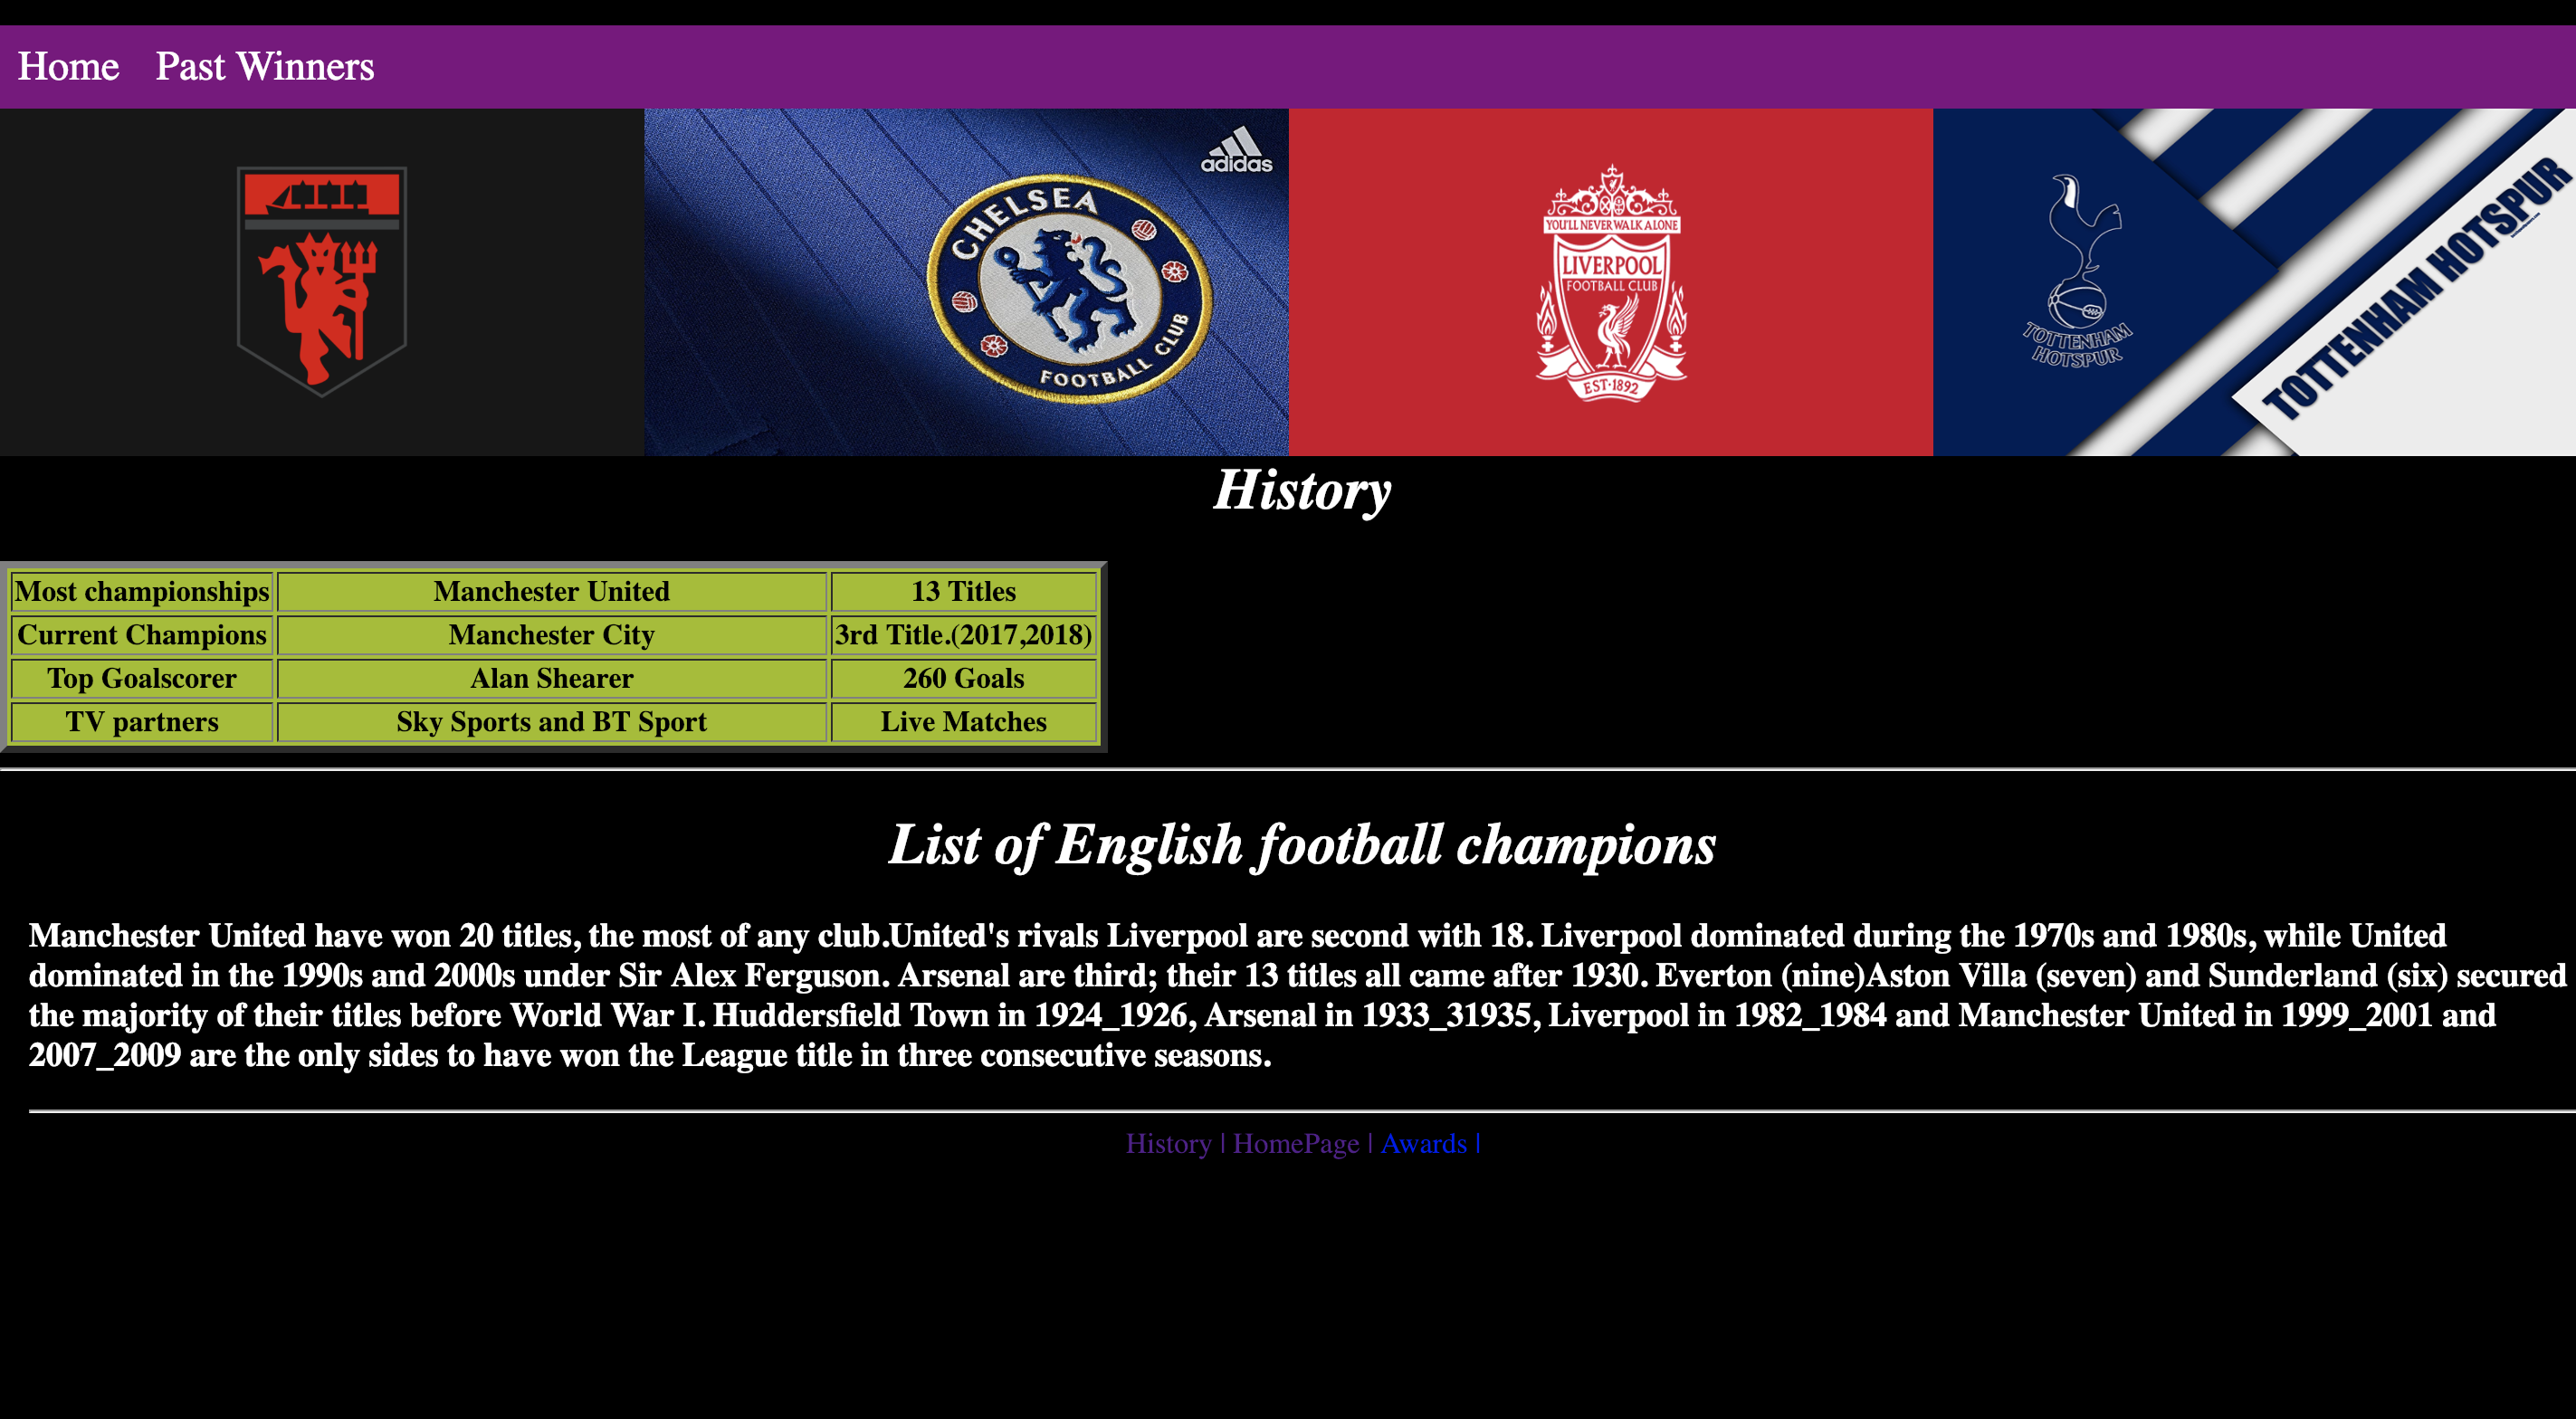 Home Past Winners
adidas
CHELSEA
FOOTBALL CLUB
YOU'LL NEVER WALK ALONE
LIVERPOOL
FOOTBALL CLUB
EST·1892
TOTTENHAM
HOTSPUR
TOTTENHAM HOTSPUR
History
Most championships Manchester United 13 Titles
Current Champions Manchester City 3rd Title.(2017,2018)
Top Goalscorer Alan Shearer 260 Goals
TV partners Sky Sports and BT Sport Live Matches
List of English football champions
Manchester United have won 20 titles, the most of any club.United's rivals Liverpool are second with 18. Liverpool dominated during the 1970s and 1980s, while United
dominated in the 1990s and 2000s under Sir Alex Ferguson. Arsenal are third; their 13 titles all came after 1930. Everton (nine)Aston Villa (seven) and Sunderland (six) secured
the majority of their titles before World War I. Huddersfield Town in 1924_1926, Arsenal in 1933_31935, Liverpool in 1982_1984 and Manchester United in 1999_2001 and
2007_2009 are the only sides to have won the League title in three consecutive seasons.
History | HomePage | Awards |